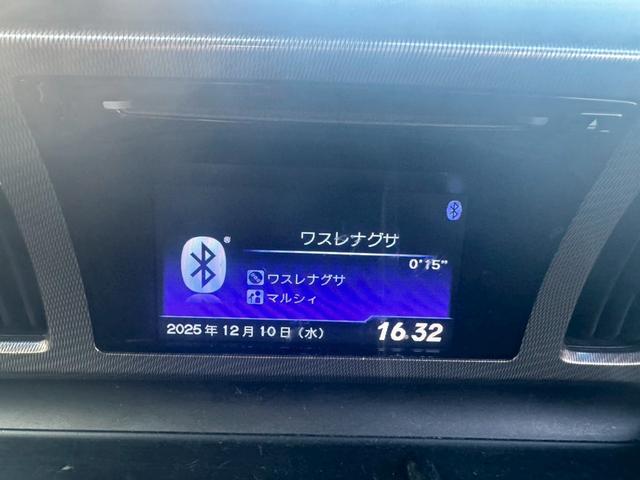 ワスレナグサ
0'15"
ワスレナグサ
マルシィ
2025年12月10日(水)
16:32